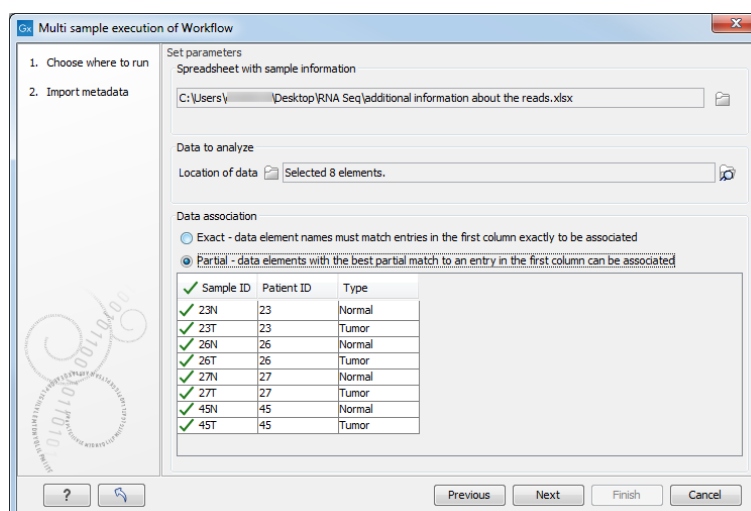 Gx Multi sample execution of Workflow
1. Choose where to run
2. Import metadata
Set parameters
Spreadsheet with sample information
C:\Users\ \Desktop\RNA Seq\additional information about the reads.xlsx
Data to analyze
Location of data Selected 8 elements.
Data association
Exact - data element names must match entries in the first column exactly to be associated
Partial - data elements with the best partial match to an entry in the first column can be associated
Sample ID Patient ID Type
23N 23 Normal
23T 23 Tumor
26N 26 Normal
26T 26 Tumor
27N 27 Normal
27T 27 Tumor
45N 45 Normal
45T 45 Tumor
? Previous Next Finish Cancel